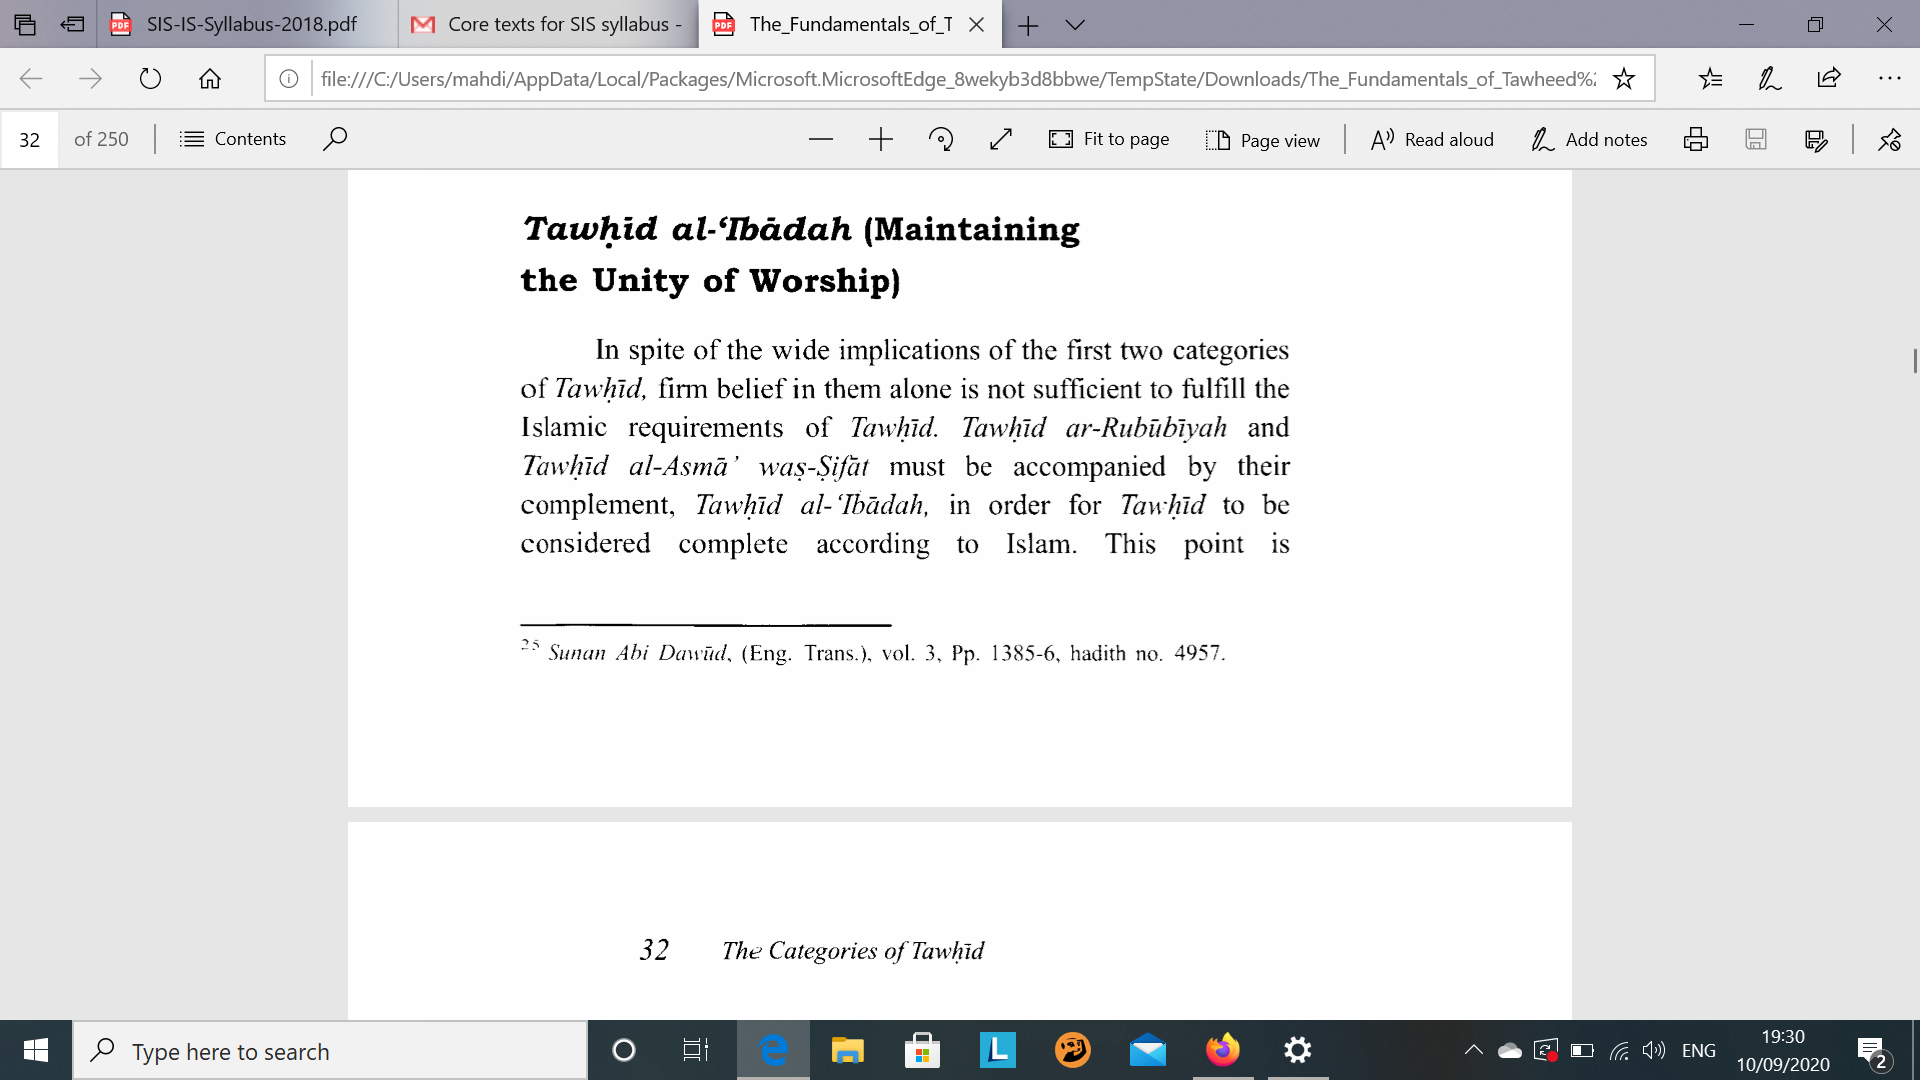 SIS-IS-Syllabus-2018.pdf
Core texts for SIS syllabus -
The_Fundamentals_of_T
file:///C:/Users/mahdi/AppData/Local/Packages/Microsoft.MicrosoftEdge_8wekyb3d8bbwe/TempState/Downloads/The_Fundamentals_of_Tawheed%2
32 of 250
Contents
Fit to page
Page view
Read aloud
Add notes
Tawḥīd al-‘Ibādah (Maintaining
the Unity of Worship)
In spite of the wide implications of the first two categories
of Tawḥīd, firm belief in them alone is not sufficient to fulfill the
Islamic requirements of Tawḥīd. Tawḥīd ar-Rubūbīyah and
Tawḥīd al-Asmā’ waṣ-Ṣifāt must be accompanied by their
complement, Tawḥīd al-‘Ibādah, in order for Tawḥīd to be
considered complete according to Islam. This point is
25 Sunan Abi Dawūd, (Eng. Trans.), vol. 3, Pp. 1385-6, hadith no. 4957.
32 The Categories of Tawḥīd
Type here to search
ENG
19:30
10/09/2020
2